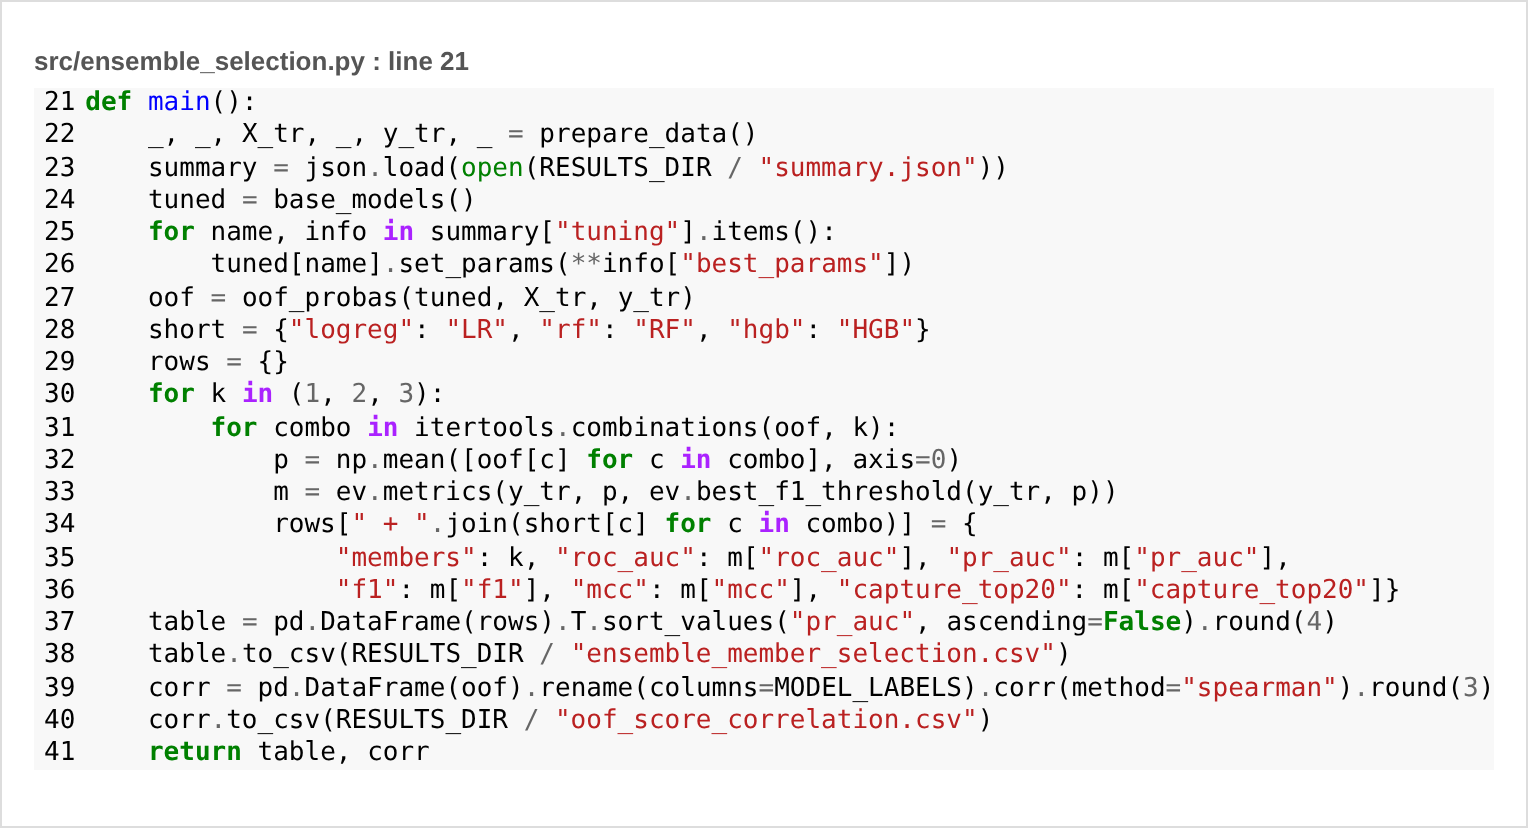 src/ensemble_selection.py : line 21
21 def main():
22     _, _, X_tr, _, y_tr, _ = prepare_data()
23     summary = json.load(open(RESULTS_DIR / "summary.json"))
24     tuned = base_models()
25     for name, info in summary["tuning"].items():
26         tuned[name].set_params(**info["best_params"])
27     oof = oof_probas(tuned, X_tr, y_tr)
28     short = {"logreg": "LR", "rf": "RF", "hgb": "HGB"}
29     rows = {}
30     for k in (1, 2, 3):
31         for combo in itertools.combinations(oof, k):
32             p = np.mean([oof[c] for c in combo], axis=0)
33             m = ev.metrics(y_tr, p, ev.best_f1_threshold(y_tr, p))
34             rows[" + ".join(short[c] for c in combo)] = {
35                 "members": k, "roc_auc": m["roc_auc"], "pr_auc": m["pr_auc"],
36                 "f1": m["f1"], "mcc": m["mcc"], "capture_top20": m["capture_top20"]}
37     table = pd.DataFrame(rows).T.sort_values("pr_auc", ascending=False).round(4)
38     table.to_csv(RESULTS_DIR / "ensemble_member_selection.csv")
39     corr = pd.DataFrame(oof).rename(columns=MODEL_LABELS).corr(method="spearman").round(3)
40     corr.to_csv(RESULTS_DIR / "oof_score_correlation.csv")
41     return table, corr